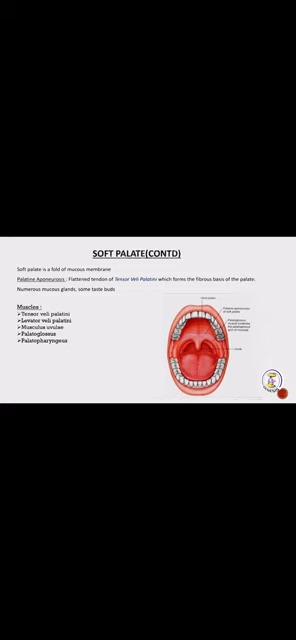 SOFT PALATE(CONTD)
Soft palate is a fold of mucous membrane
Palatine Aponeurosis : Flattened tendon of Tensor Veli Palatini which forms the fibrous basis of the palate.
Numerous mucous glands, some taste buds
Muscles :
➤Tensor veli palatini
➤Levator veli palatini
➤Musculus uvulae
➤Palatoglossus
➤Palatopharyngeus